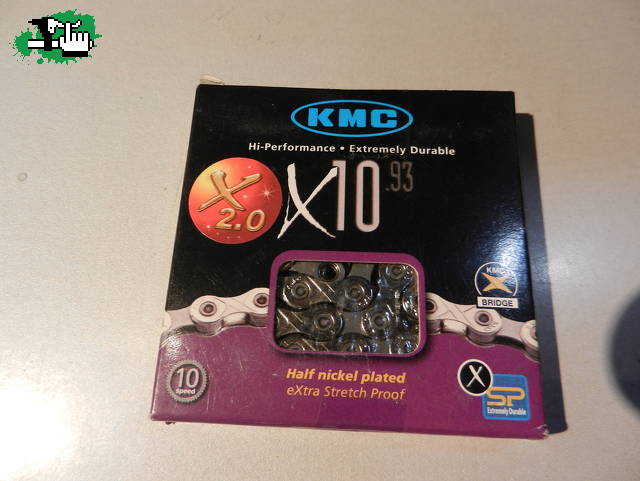 KMC
Hi-Performance • Extremely Durable
X 2.0
X10.93
KMC
X
BRIDGE
10
speed
Half nickel plated
eXtra Stretch Proof
X
SP
Extremely Durable